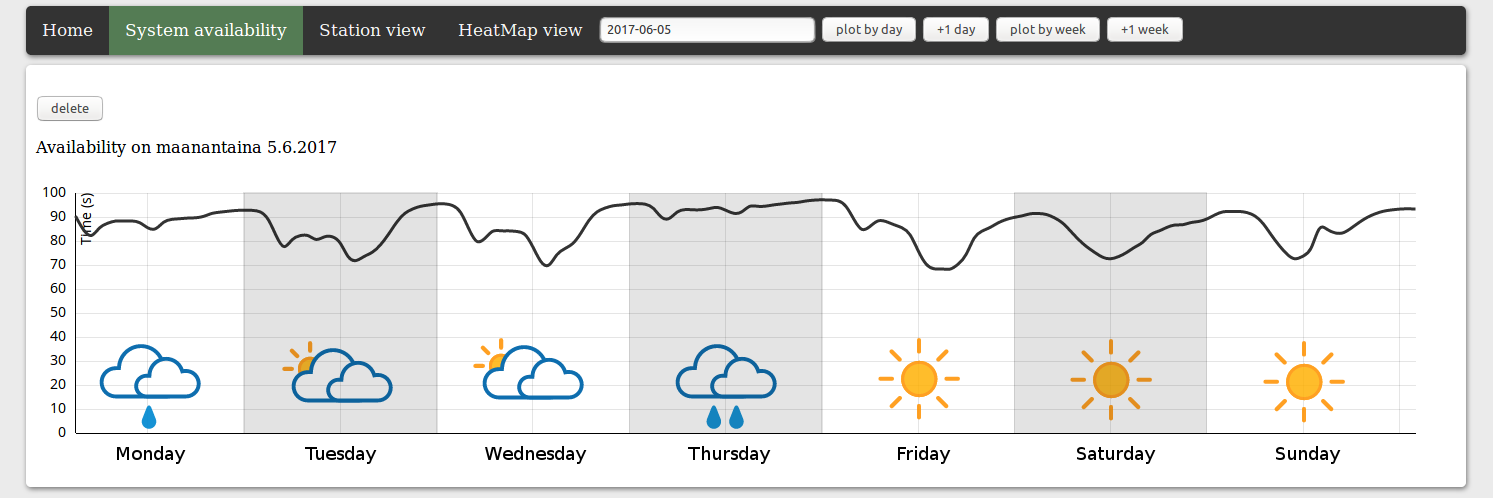 Home System availability Station view HeatMap view 2017-06-05 plot by day +1 day plot by week +1 week
delete
Availability on maanantaina 5.6.2017
Time (s)
100
90
80
70
60
50
40
30
20
10
0
Monday Tuesday Wednesday Thursday Friday Saturday Sunday